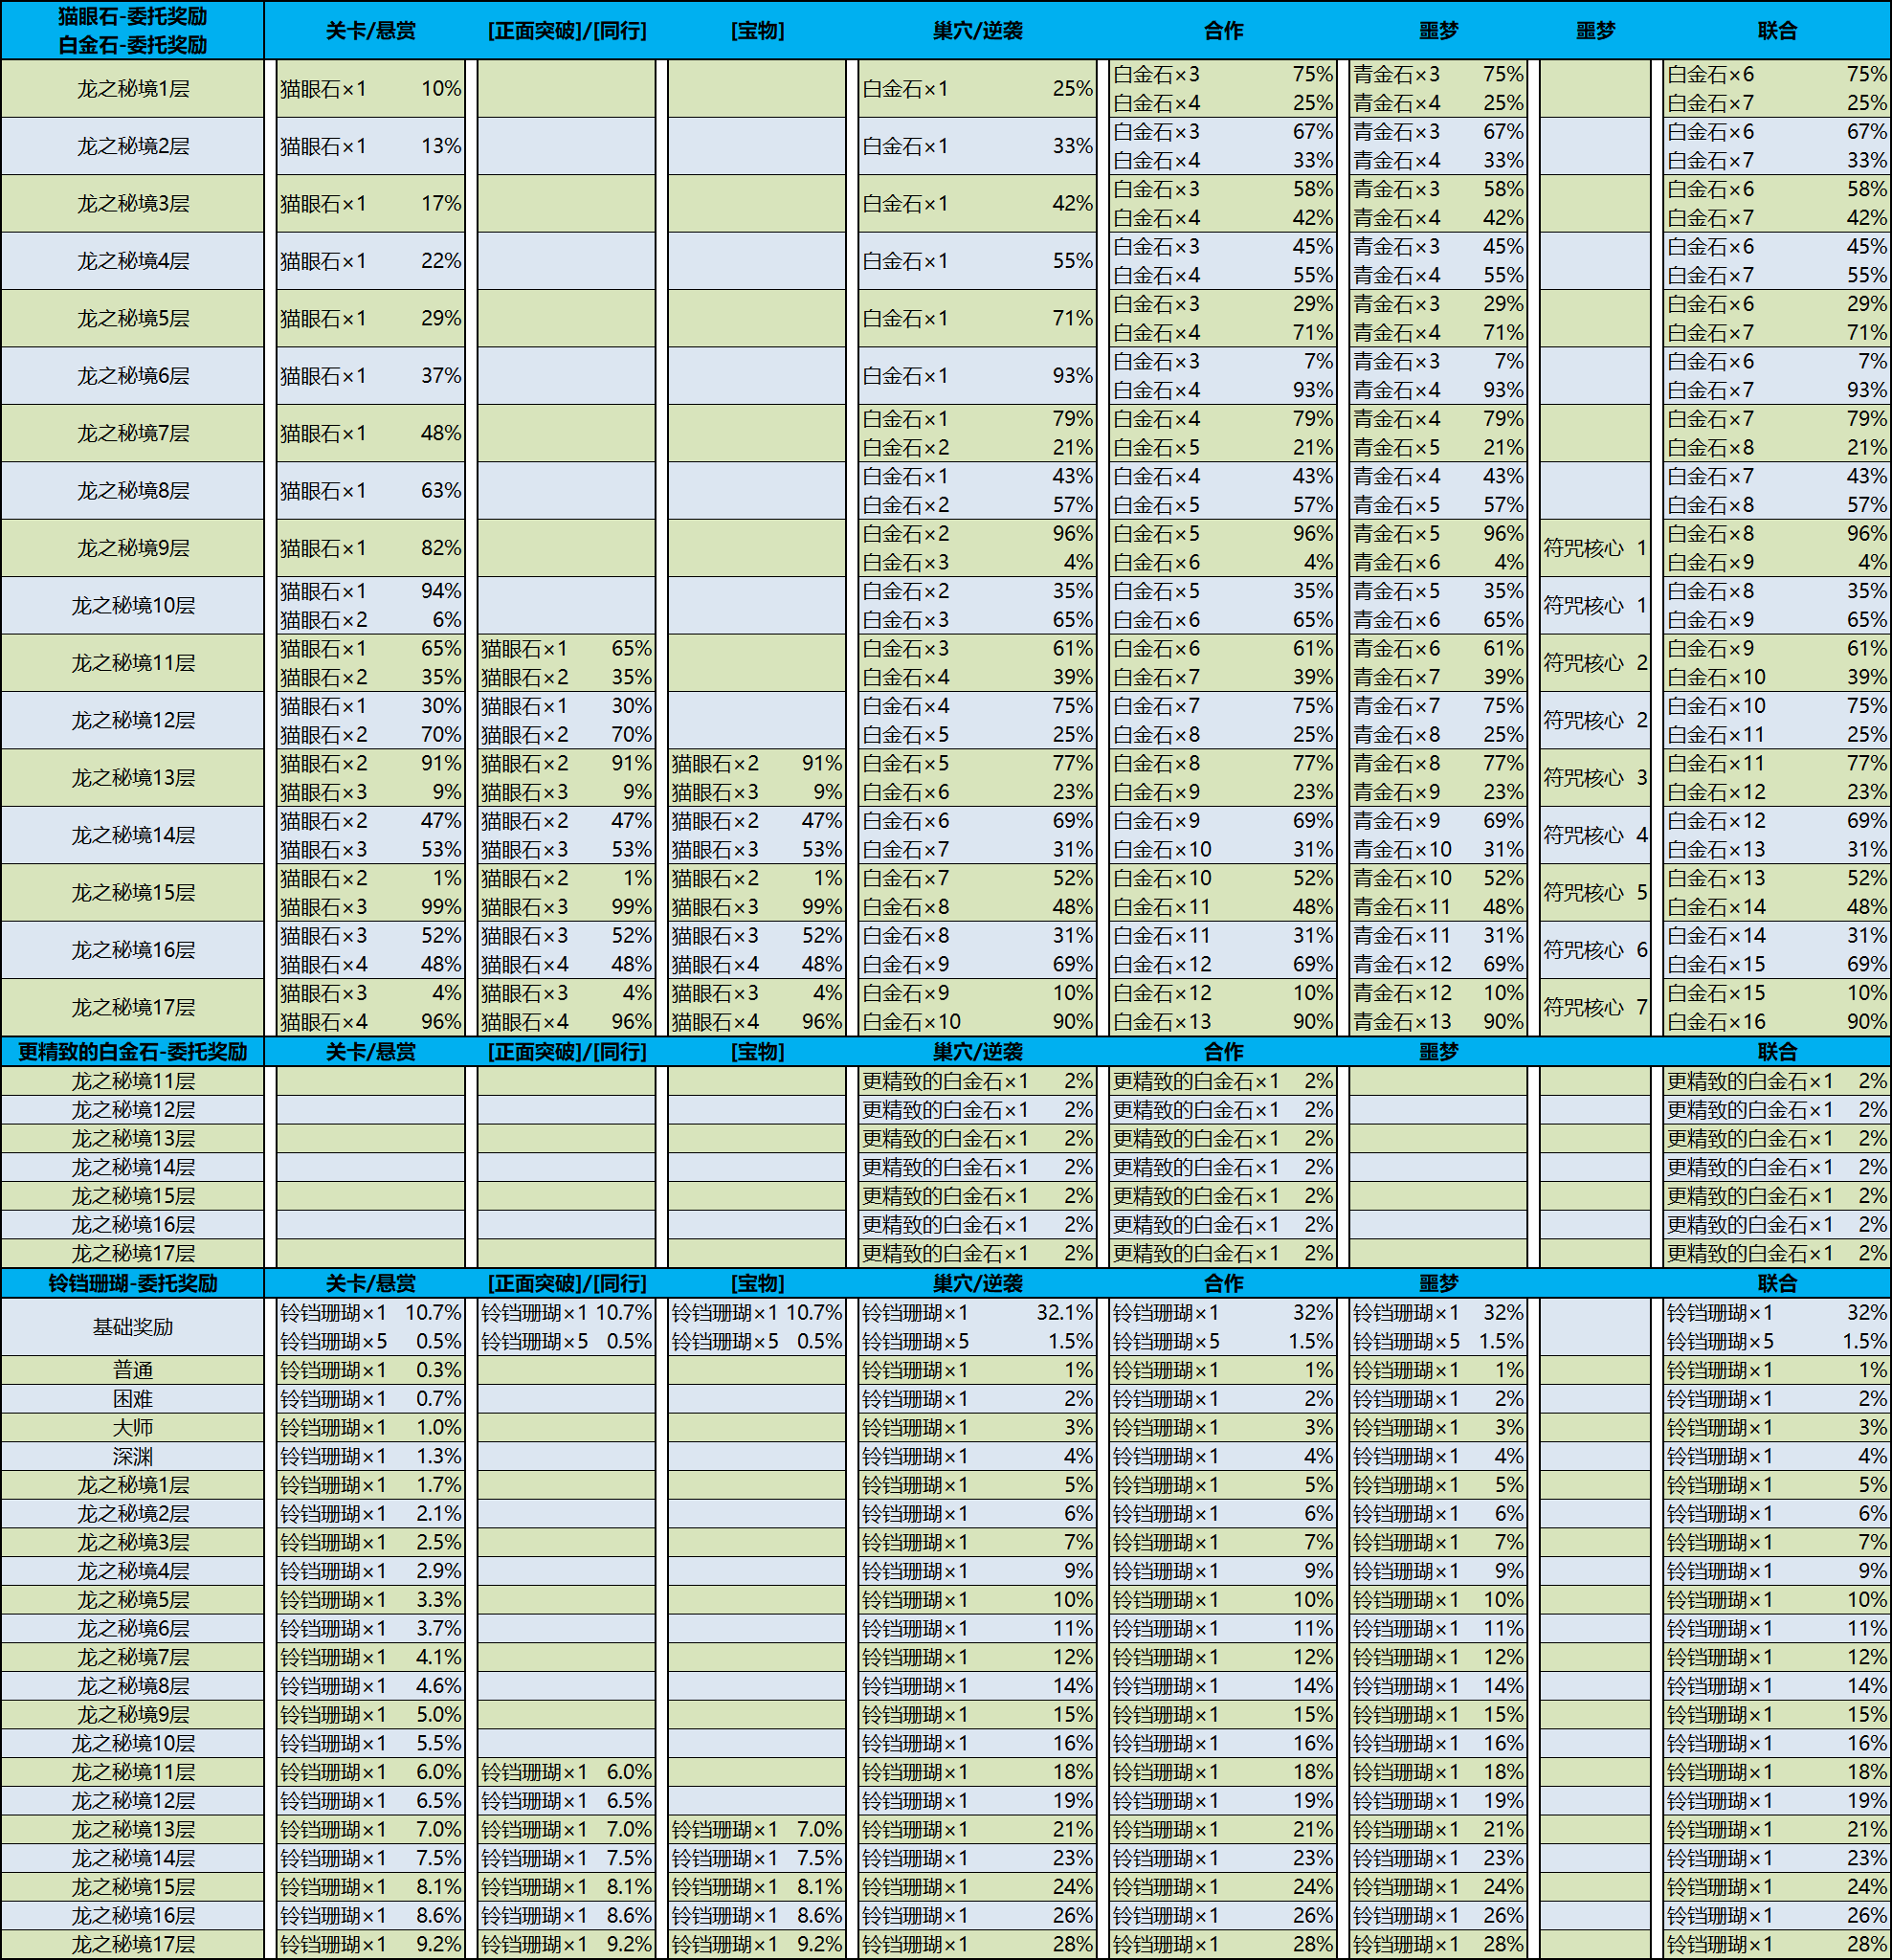 猫眼石-委托奖励
白金石-委托奖励 关卡/悬赏 [正面突破]/[同行] [宝物] 巢穴/逆袭 合作 噩梦 噩梦 联合
龙之秘境1层 猫眼石×1 10% 白金石×1 25% 白金石×3 75% 青金石×3 75% 白金石×6 75%
白金石×4 25% 青金石×4 25% 白金石×7 25%
龙之秘境2层 猫眼石×1 13% 白金石×1 33% 白金石×3 67% 青金石×3 67% 白金石×6 67%
白金石×4 33% 青金石×4 33% 白金石×7 33%
龙之秘境3层 猫眼石×1 17% 白金石×1 42% 白金石×3 58% 青金石×3 58% 白金石×6 58%
白金石×4 42% 青金石×4 42% 白金石×7 42%
龙之秘境4层 猫眼石×1 22% 白金石×1 55% 白金石×3 45% 青金石×3 45% 白金石×6 45%
白金石×4 55% 青金石×4 55% 白金石×7 55%
龙之秘境5层 猫眼石×1 29% 白金石×1 71% 白金石×3 29% 青金石×3 29% 白金石×6 29%
白金石×4 71% 青金石×4 71% 白金石×7 71%
龙之秘境6层 猫眼石×1 37% 白金石×1 93% 白金石×3 7% 青金石×3 7% 白金石×6 7%
白金石×4 93% 青金石×4 93% 白金石×7 93%
龙之秘境7层 猫眼石×1 48% 白金石×1 79% 白金石×4 79% 青金石×4 79% 白金石×7 79%
白金石×2 21% 白金石×5 21% 青金石×5 21% 白金石×8 21%
龙之秘境8层 猫眼石×1 63% 白金石×1 43% 白金石×4 43% 青金石×4 43% 白金石×7 43%
白金石×2 57% 白金石×5 57% 青金石×5 57% 白金石×8 57%
龙之秘境9层 猫眼石×1 82% 白金石×2 96% 白金石×5 96% 青金石×5 96% 符咒核心 1 白金石×8 96%
白金石×3 4% 白金石×6 4% 青金石×6 4% 白金石×9 4%
龙之秘境10层 猫眼石×1 94% 白金石×2 35% 白金石×5 35% 青金石×5 35% 符咒核心 1 白金石×8 35%
猫眼石×2 6% 白金石×3 65% 白金石×6 65% 青金石×6 65% 白金石×9 65%
龙之秘境11层 猫眼石×1 65% 猫眼石×1 65% 白金石×3 61% 白金石×6 61% 青金石×6 61% 符咒核心 2 白金石×9 61%
猫眼石×2 35% 猫眼石×2 35% 白金石×4 39% 白金石×7 39% 青金石×7 39% 白金石×10 39%
龙之秘境12层 猫眼石×1 30% 猫眼石×1 30% 白金石×4 75% 白金石×7 75% 青金石×7 75% 符咒核心 2 白金石×10 75%
猫眼石×2 70% 猫眼石×2 70% 白金石×5 25% 白金石×8 25% 青金石×8 25% 白金石×11 25%
龙之秘境13层 猫眼石×2 91% 猫眼石×2 91% 猫眼石×2 91% 白金石×5 77% 白金石×8 77% 青金石×8 77% 符咒核心 3 白金石×11 77%
猫眼石×3 9% 猫眼石×3 9% 猫眼石×3 9% 白金石×6 23% 白金石×9 23% 青金石×9 23% 白金石×12 23%
龙之秘境14层 猫眼石×2 47% 猫眼石×2 47% 猫眼石×2 47% 白金石×6 69% 白金石×9 69% 青金石×9 69% 符咒核心 4 白金石×12 69%
猫眼石×3 53% 猫眼石×3 53% 猫眼石×3 53% 白金石×7 31% 白金石×10 31% 青金石×10 31% 白金石×13 31%
龙之秘境15层 猫眼石×2 1% 猫眼石×2 1% 猫眼石×2 1% 白金石×7 52% 白金石×10 52% 青金石×10 52% 符咒核心 5 白金石×13 52%
猫眼石×3 99% 猫眼石×3 99% 猫眼石×3 99% 白金石×8 48% 白金石×11 48% 青金石×11 48% 白金石×14 48%
龙之秘境16层 猫眼石×3 52% 猫眼石×3 52% 猫眼石×3 52% 白金石×8 31% 白金石×11 31% 青金石×11 31% 符咒核心 6 白金石×14 31%
猫眼石×4 48% 猫眼石×4 48% 猫眼石×4 48% 白金石×9 69% 白金石×12 69% 青金石×12 69% 白金石×15 69%
龙之秘境17层 猫眼石×3 4% 猫眼石×3 4% 猫眼石×3 4% 白金石×9 10% 白金石×12 10% 青金石×12 10% 符咒核心 7 白金石×15 10%
猫眼石×4 96% 猫眼石×4 96% 猫眼石×4 96% 白金石×10 90% 白金石×13 90% 青金石×13 90% 白金石×16 90%
更精致的白金石-委托奖励 关卡/悬赏 [正面突破]/[同行] [宝物] 巢穴/逆袭 合作 噩梦 联合
龙之秘境11层 更精致的白金石×1 2% 更精致的白金石×1 2% 更精致的白金石×1 2%
龙之秘境12层 更精致的白金石×1 2% 更精致的白金石×1 2% 更精致的白金石×1 2%
龙之秘境13层 更精致的白金石×1 2% 更精致的白金石×1 2% 更精致的白金石×1 2%
龙之秘境14层 更精致的白金石×1 2% 更精致的白金石×1 2% 更精致的白金石×1 2%
龙之秘境15层 更精致的白金石×1 2% 更精致的白金石×1 2% 更精致的白金石×1 2%
龙之秘境16层 更精致的白金石×1 2% 更精致的白金石×1 2% 更精致的白金石×1 2%
龙之秘境17层 更精致的白金石×1 2% 更精致的白金石×1 2% 更精致的白金石×1 2%
铃铛珊瑚-委托奖励 关卡/悬赏 [正面突破]/[同行] [宝物] 巢穴/逆袭 合作 噩梦 联合
基础奖励 铃铛珊瑚×1 10.7% 铃铛珊瑚×1 10.7% 铃铛珊瑚×1 10.7% 铃铛珊瑚×1 32.1% 铃铛珊瑚×1 32% 铃铛珊瑚×1 32% 铃铛珊瑚×1 32%
铃铛珊瑚×5 0.5% 铃铛珊瑚×5 0.5% 铃铛珊瑚×5 0.5% 铃铛珊瑚×5 1.5% 铃铛珊瑚×5 1.5% 铃铛珊瑚×5 1.5% 铃铛珊瑚×5 1.5%
普通 铃铛珊瑚×1 0.3% 铃铛珊瑚×1 1% 铃铛珊瑚×1 1% 铃铛珊瑚×1 1% 铃铛珊瑚×1 1%
困难 铃铛珊瑚×1 0.7% 铃铛珊瑚×1 2% 铃铛珊瑚×1 2% 铃铛珊瑚×1 2% 铃铛珊瑚×1 2%
大师 铃铛珊瑚×1 1.0% 铃铛珊瑚×1 3% 铃铛珊瑚×1 3% 铃铛珊瑚×1 3% 铃铛珊瑚×1 3%
深渊 铃铛珊瑚×1 1.3% 铃铛珊瑚×1 4% 铃铛珊瑚×1 4% 铃铛珊瑚×1 4% 铃铛珊瑚×1 4%
龙之秘境1层 铃铛珊瑚×1 1.7% 铃铛珊瑚×1 5% 铃铛珊瑚×1 5% 铃铛珊瑚×1 5% 铃铛珊瑚×1 5%
龙之秘境2层 铃铛珊瑚×1 2.1% 铃铛珊瑚×1 6% 铃铛珊瑚×1 6% 铃铛珊瑚×1 6% 铃铛珊瑚×1 6%
龙之秘境3层 铃铛珊瑚×1 2.5% 铃铛珊瑚×1 7% 铃铛珊瑚×1 7% 铃铛珊瑚×1 7% 铃铛珊瑚×1 7%
龙之秘境4层 铃铛珊瑚×1 2.9% 铃铛珊瑚×1 9% 铃铛珊瑚×1 9% 铃铛珊瑚×1 9% 铃铛珊瑚×1 9%
龙之秘境5层 铃铛珊瑚×1 3.3% 铃铛珊瑚×1 10% 铃铛珊瑚×1 10% 铃铛珊瑚×1 10% 铃铛珊瑚×1 10%
龙之秘境6层 铃铛珊瑚×1 3.7% 铃铛珊瑚×1 11% 铃铛珊瑚×1 11% 铃铛珊瑚×1 11% 铃铛珊瑚×1 11%
龙之秘境7层 铃铛珊瑚×1 4.1% 铃铛珊瑚×1 12% 铃铛珊瑚×1 12% 铃铛珊瑚×1 12% 铃铛珊瑚×1 12%
龙之秘境8层 铃铛珊瑚×1 4.6% 铃铛珊瑚×1 14% 铃铛珊瑚×1 14% 铃铛珊瑚×1 14% 铃铛珊瑚×1 14%
龙之秘境9层 铃铛珊瑚×1 5.0% 铃铛珊瑚×1 15% 铃铛珊瑚×1 15% 铃铛珊瑚×1 15% 铃铛珊瑚×1 15%
龙之秘境10层 铃铛珊瑚×1 5.5% 铃铛珊瑚×1 16% 铃铛珊瑚×1 16% 铃铛珊瑚×1 16% 铃铛珊瑚×1 16%
龙之秘境11层 铃铛珊瑚×1 6.0% 铃铛珊瑚×1 6.0% 铃铛珊瑚×1 18% 铃铛珊瑚×1 18% 铃铛珊瑚×1 18% 铃铛珊瑚×1 18%
龙之秘境12层 铃铛珊瑚×1 6.5% 铃铛珊瑚×1 6.5% 铃铛珊瑚×1 19% 铃铛珊瑚×1 19% 铃铛珊瑚×1 19% 铃铛珊瑚×1 19%
龙之秘境13层 铃铛珊瑚×1 7.0% 铃铛珊瑚×1 7.0% 铃铛珊瑚×1 7.0% 铃铛珊瑚×1 21% 铃铛珊瑚×1 21% 铃铛珊瑚×1 21% 铃铛珊瑚×1 21%
龙之秘境14层 铃铛珊瑚×1 7.5% 铃铛珊瑚×1 7.5% 铃铛珊瑚×1 7.5% 铃铛珊瑚×1 23% 铃铛珊瑚×1 23% 铃铛珊瑚×1 23% 铃铛珊瑚×1 23%
龙之秘境15层 铃铛珊瑚×1 8.1% 铃铛珊瑚×1 8.1% 铃铛珊瑚×1 8.1% 铃铛珊瑚×1 24% 铃铛珊瑚×1 24% 铃铛珊瑚×1 24% 铃铛珊瑚×1 24%
龙之秘境16层 铃铛珊瑚×1 8.6% 铃铛珊瑚×1 8.6% 铃铛珊瑚×1 8.6% 铃铛珊瑚×1 26% 铃铛珊瑚×1 26% 铃铛珊瑚×1 26% 铃铛珊瑚×1 26%
龙之秘境17层 铃铛珊瑚×1 9.2% 铃铛珊瑚×1 9.2% 铃铛珊瑚×1 9.2% 铃铛珊瑚×1 28% 铃铛珊瑚×1 28% 铃铛珊瑚×1 28% 铃铛珊瑚×1 28%